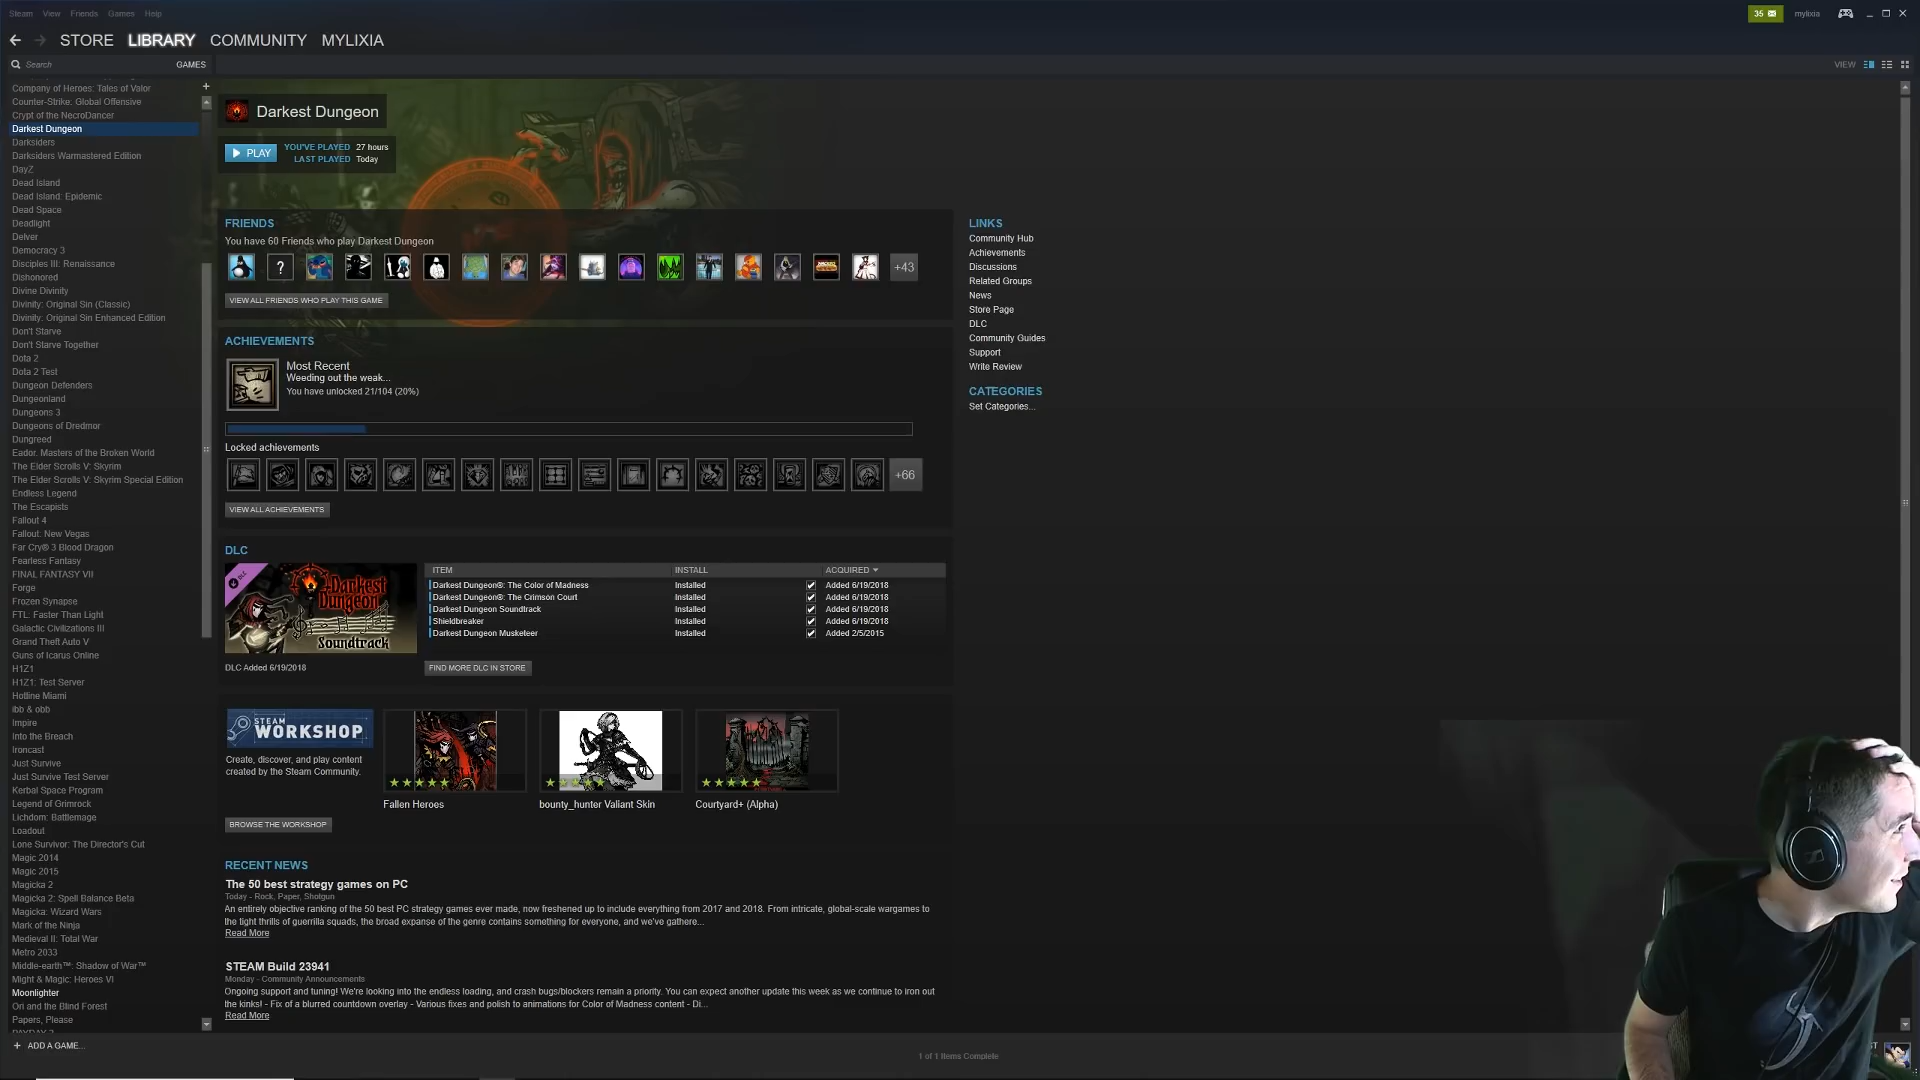 Steam View Friends Games Help
35 mylixia
STORE LIBRARY COMMUNITY MYLIXIA
Search GAMES
VIEW
Company of Heroes: Tales of Valor
Counter-Strike: Global Offensive
Crypt of the NecroDancer
Darkest Dungeon
Darksiders
Darksiders Warmastered Edition
DayZ
Dead Island
Dead Island: Epidemic
Dead Space
Deadlight
Delver
Democracy 3
Disciples III: Renaissance
Dishonored
Divine Divinity
Divinity: Original Sin (Classic)
Divinity: Original Sin Enhanced Edition
Don't Starve
Don't Starve Together
Dota 2
Dota 2 Test
Dungeon Defenders
Dungeonland
Dungeons 3
Dungeons of Dredmor
Dungreed
Eador. Masters of the Broken World
The Elder Scrolls V: Skyrim
The Elder Scrolls V: Skyrim Special Edition
Endless Legend
The Escapists
Fallout 4
Fallout: New Vegas
Far Cry® 3 Blood Dragon
Fearless Fantasy
FINAL FANTASY VII
Forge
Frozen Synapse
FTL: Faster Than Light
Galactic Civilizations III
Grand Theft Auto V
Guns of Icarus Online
H1Z1
H1Z1: Test Server
Hotline Miami
ibb & obb
Impire
Into the Breach
Ironcast
Just Survive
Just Survive Test Server
Kerbal Space Program
Legend of Grimrock
Lichdom: Battlemage
Loadout
Lone Survivor: The Director's Cut
Magic 2014
Magic 2015
Magicka 2
Magicka 2: Spell Balance Beta
Magicka: Wizard Wars
Mark of the Ninja
Medieval II: Total War
Metro 2033
Middle-earth™: Shadow of War™
Might & Magic: Heroes VI
Moonlighter
Ori and the Blind Forest
Papers, Please
PAYDAY 2
+ ADD A GAME...
Darkest Dungeon
PLAY
YOU'VE PLAYED 27 hours
LAST PLAYED Today
FRIENDS
You have 60 Friends who play Darkest Dungeon
?
+43
VIEW ALL FRIENDS WHO PLAY THIS GAME
ACHIEVEMENTS
Most Recent
Weeding out the weak...
You have unlocked 21/104 (20%)
Locked achievements
+66
VIEW ALL ACHIEVEMENTS
DLC
DLC
Darkest Dungeon
Soundtrack
DLC Added 6/19/2018
ITEM INSTALL ACQUIRED
Darkest Dungeon®: The Color of Madness Installed Added 6/19/2018
Darkest Dungeon®: The Crimson Court Installed Added 6/19/2018
Darkest Dungeon Soundtrack Installed Added 6/19/2018
Shieldbreaker Installed Added 6/19/2018
Darkest Dungeon Musketeer Installed Added 2/5/2015
FIND MORE DLC IN STORE
STEAM
WORKSHOP
Create, discover, and play content
created by the Steam Community.
BROWSE THE WORKSHOP
Fallen Heroes
bounty_hunter Valiant Skin
Courtyard+ (Alpha)
RECENT NEWS
The 50 best strategy games on PC
Today - Rock, Paper, Shotgun
An entirely objective ranking of the 50 best PC strategy games ever made, now freshened up to include everything from 2017 and 2018. From intricate, global-scale wargames to
the tight thrills of guerrilla squads, the broad expanse of the genre contains something for everyone, and we've gathere...
Read More
STEAM Build 23941
Monday - Community Announcements
Ongoing support and tuning! We're looking into the endless loading, and crash bugs/blockers remain a priority. You can expect another update this week as we continue to iron out
the kinks! - Fix of a blurred countdown overlay - Various fixes and polish to animations for Color of Madness content - Di...
Read More
LINKS
Community Hub
Achievements
Discussions
Related Groups
News
Store Page
DLC
Community Guides
Support
Write Review
CATEGORIES
Set Categories...
1 of 1 Items Complete